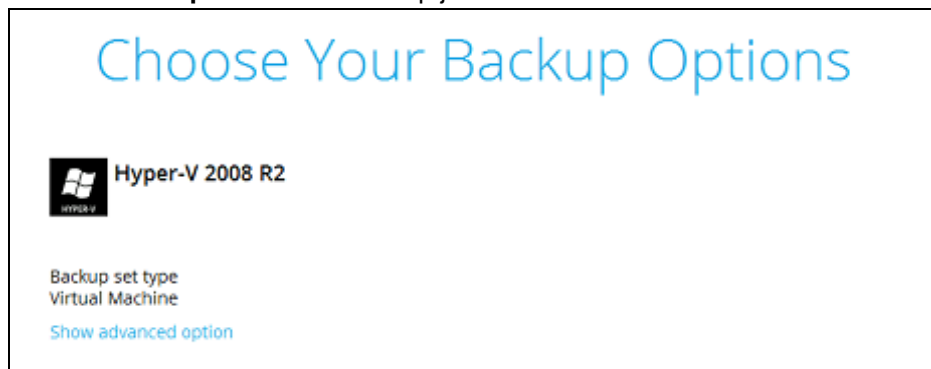 Choose Your Backup Options
Hyper-V 2008 R2
HYPER-V
Backup set type
Virtual Machine
Show advanced option